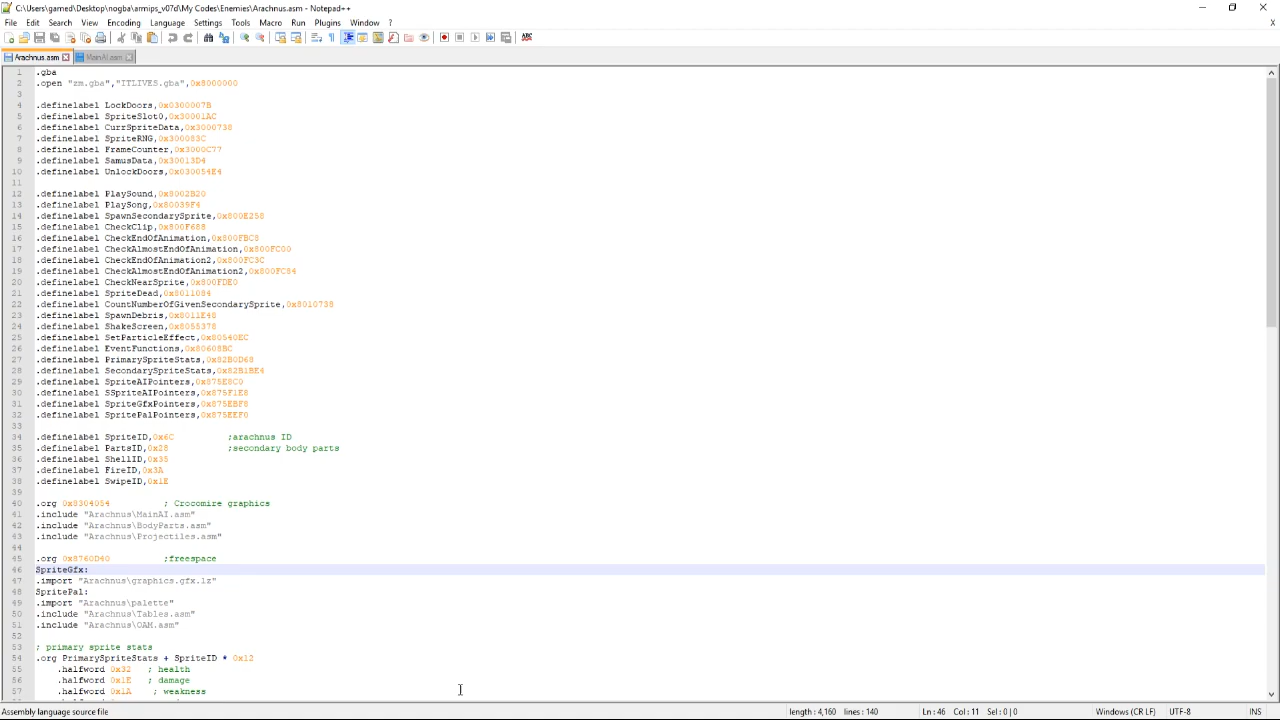 C:\Users\gamed\Desktop\nogba\armips_v07d\My Codes\Enemies\Arachnus.asm - Notepad++
File Edit Search View Encoding Language Settings Tools Macro Run Plugins Window ? X
Arachnus.asm MainAI.asm
1 .gba
2 .open "zm.gba","ITLIVES.gba",0x8000000
3
4 .definelabel LockDoors,0x0300007B
5 .definelabel SpriteSlot0,0x30001AC
6 .definelabel CurrSpriteData,0x3000738
7 .definelabel SpriteRNG,0x300083C
8 .definelabel FrameCounter,0x3000C77
9 .definelabel SamusData,0x30013D4
10 .definelabel UnlockDoors,0x030054E4
11
12 .definelabel PlaySound,0x8002B20
13 .definelabel PlaySong,0x80039F4
14 .definelabel SpawnSecondarySprite,0x800E258
15 .definelabel CheckClip,0x800F688
16 .definelabel CheckEndOfAnimation,0x800FBC8
17 .definelabel CheckAlmostEndOfAnimation,0x800FC00
18 .definelabel CheckEndOfAnimation2,0x800FC3C
19 .definelabel CheckAlmostEndOfAnimation2,0x800FC84
20 .definelabel CheckNearSprite,0x800FDE0
21 .definelabel SpriteDead,0x8011084
22 .definelabel CountNumberOfGivenSecondarySprite,0x8010738
23 .definelabel SpawnDebris,0x8011E48
24 .definelabel ShakeScreen,0x8055378
25 .definelabel SetParticleEffect,0x80540EC
26 .definelabel EventFunctions,0x80608BC
27 .definelabel PrimarySpriteStats,0x82B0D68
28 .definelabel SecondarySpriteStats,0x82B1BE4
29 .definelabel SpriteAIPointers,0x875E8C0
30 .definelabel SSpriteAIPointers,0x875F1E8
31 .definelabel SpriteGfxPointers,0x875EBF8
32 .definelabel SpritePalPointers,0x875EEF0
33
34 .definelabel SpriteID,0x6C ;arachnus ID
35 .definelabel PartsID,0x28 ;secondary body parts
36 .definelabel ShellID,0x35
37 .definelabel FireID,0x3A
38 .definelabel SwipeID,0x1E
39
40 .org 0x8304054 ; Crocomire graphics
41 .include "Arachnus\MainAI.asm"
42 .include "Arachnus\BodyParts.asm"
43 .include "Arachnus\Projectiles.asm"
44
45 .org 0x8760D40 ;freespace
46 SpriteGfx:
47 .import "Arachnus\graphics.gfx.lz"
48 SpritePal:
49 .import "Arachnus\palette"
50 .include "Arachnus\Tables.asm"
51 .include "Arachnus\OAM.asm"
52
53 ; primary sprite stats
54 .org PrimarySpriteStats + SpriteID * 0x12
55 .halfword 0x32 ; health
56 .halfword 0x1E ; damage
57 .halfword 0x1A ; weakness
Assembly language source file length : 4,160 lines : 140 Ln : 46 Col : 11 Sel : 0 | 0 Windows (CR LF) UTF-8 INS